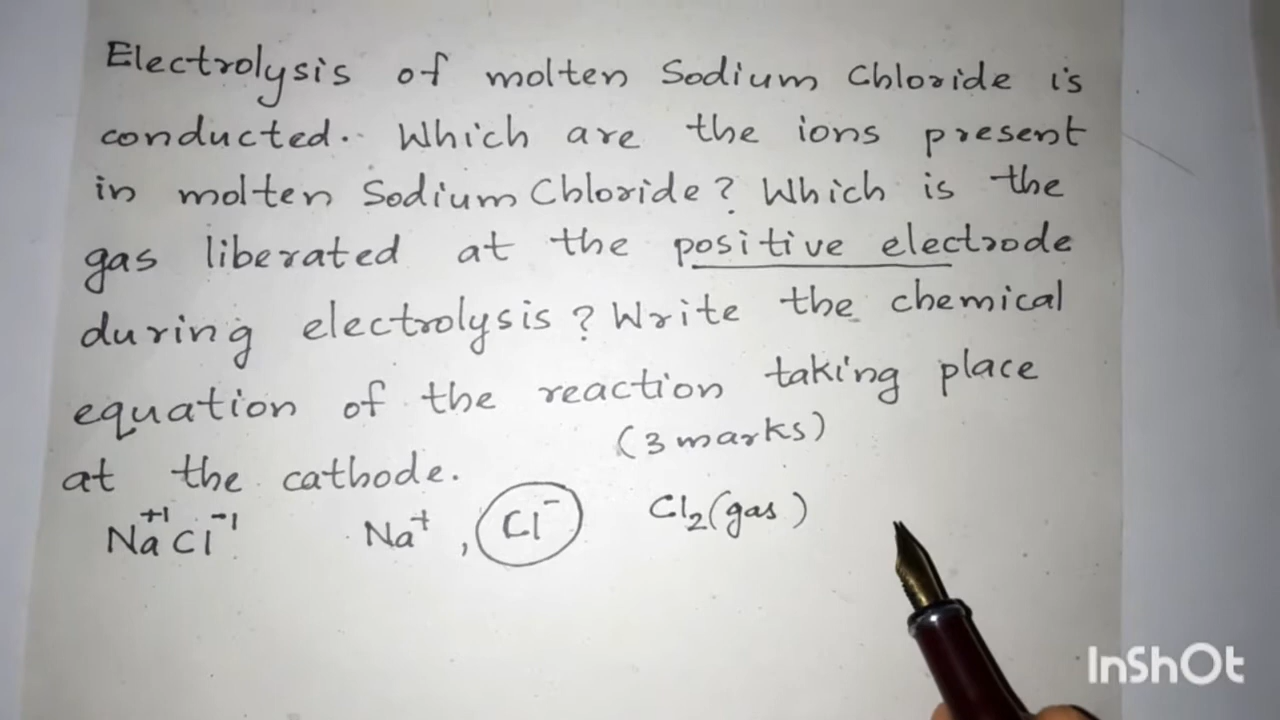 Electrolysis of molten Sodium Chloride is
conducted. Which are the ions present
in molten Sodium Chloride? Which is the
gas liberated at the positive electrode
during electrolysis? Write the chemical
equation of the reaction taking place
at the cathode. (3 marks)
Na⁺¹Cl⁻¹ Na⁺, Cl⁻ Cl₂(gas)
InShOt